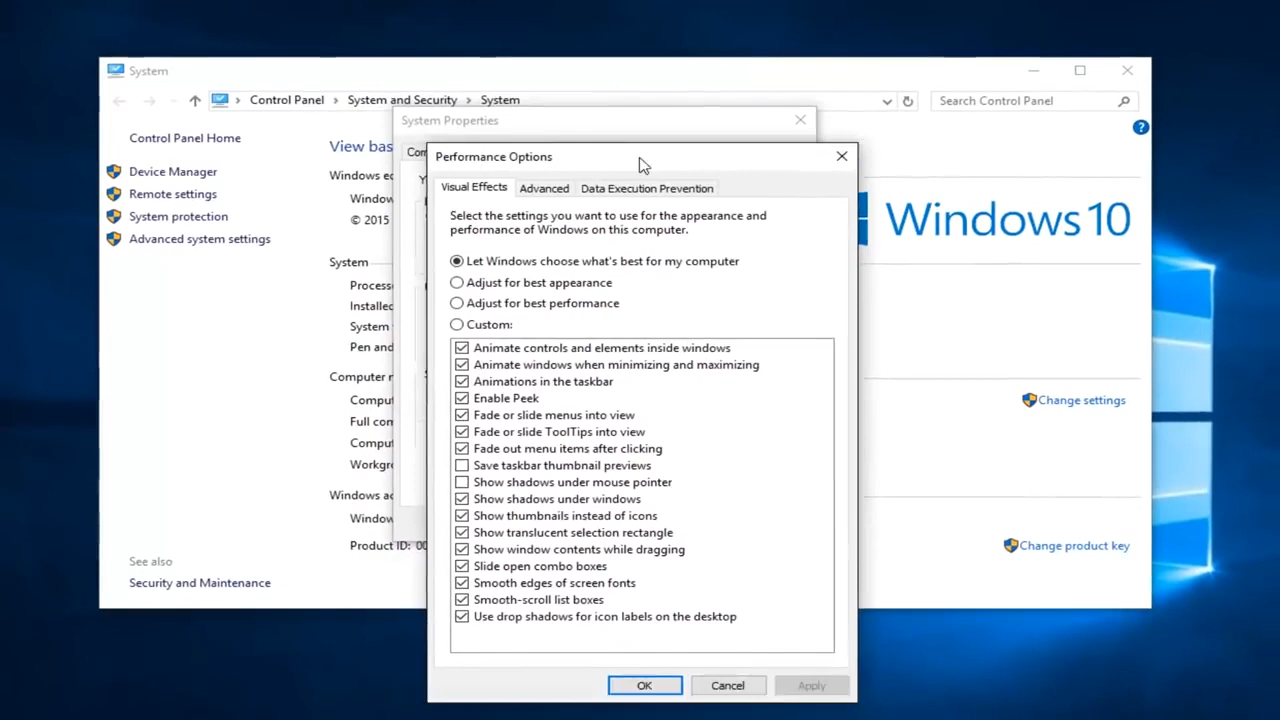 System
Control Panel > System and Security > System
Search Control Panel
System Properties
Control Panel Home
Device Manager
Remote settings
System protection
Advanced system settings
See also
Security and Maintenance
View bas
Windows ec
Window
© 2015
System
Process
Installed
System
Pen and
Computer n
Comput
Full com
Comput
Workgr
Windows ac
Window
Product ID: 00
Windows 10
Change settings
Change product key
Performance Options
Visual Effects
Advanced
Data Execution Prevention
Select the settings you want to use for the appearance and
performance of Windows on this computer.
Let Windows choose what's best for my computer
Adjust for best appearance
Adjust for best performance
Custom:
Animate controls and elements inside windows
Animate windows when minimizing and maximizing
Animations in the taskbar
Enable Peek
Fade or slide menus into view
Fade or slide ToolTips into view
Fade out menu items after clicking
Save taskbar thumbnail previews
Show shadows under mouse pointer
Show shadows under windows
Show thumbnails instead of icons
Show translucent selection rectangle
Show window contents while dragging
Slide open combo boxes
Smooth edges of screen fonts
Smooth-scroll list boxes
Use drop shadows for icon labels on the desktop
OK
Cancel
Apply